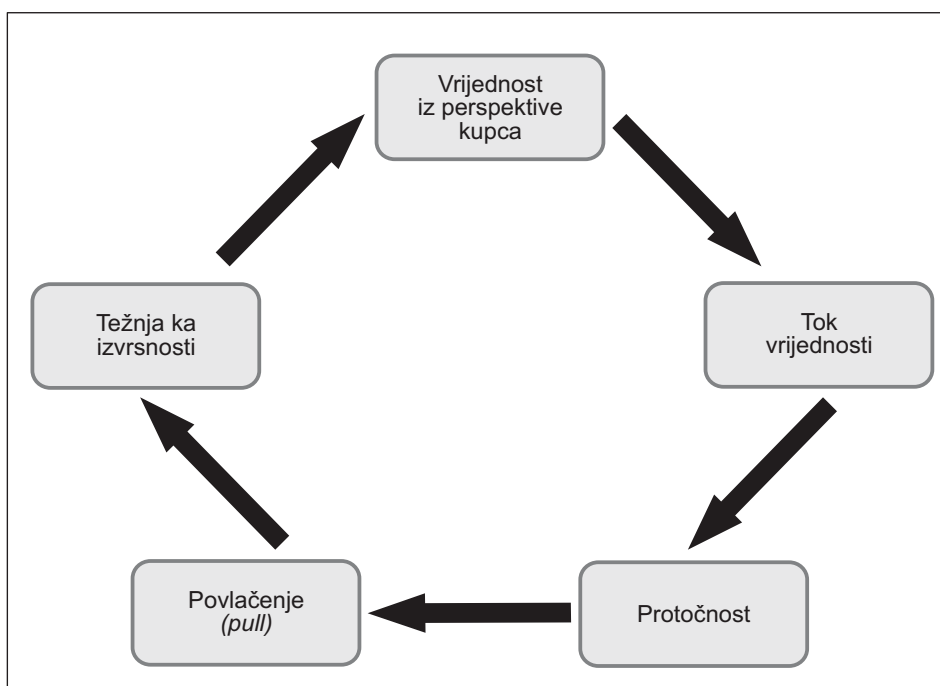 Vrijednost
iz perspektive
kupca
Tok
vrijednosti
Protočnost
Povlačenje
(pull)
Težnja ka
izvrsnosti